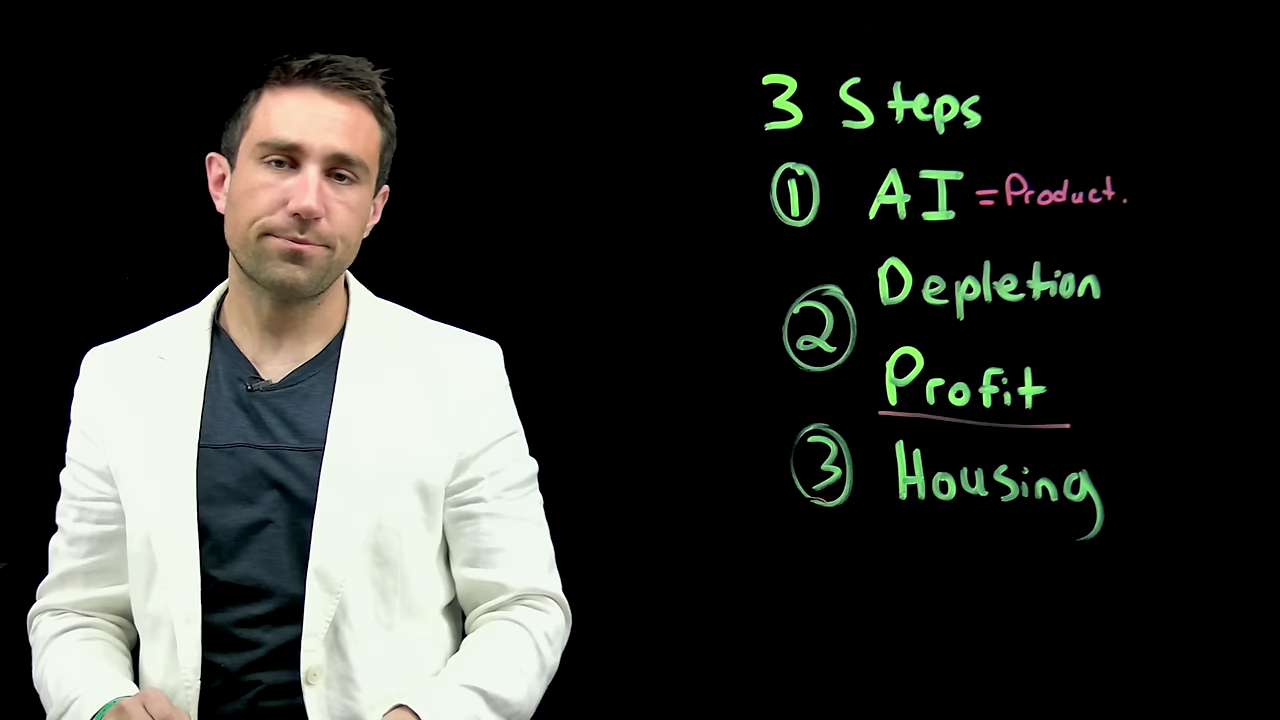 3 Steps
① AI = Product.
Depletion
②
Profit
③ Housing